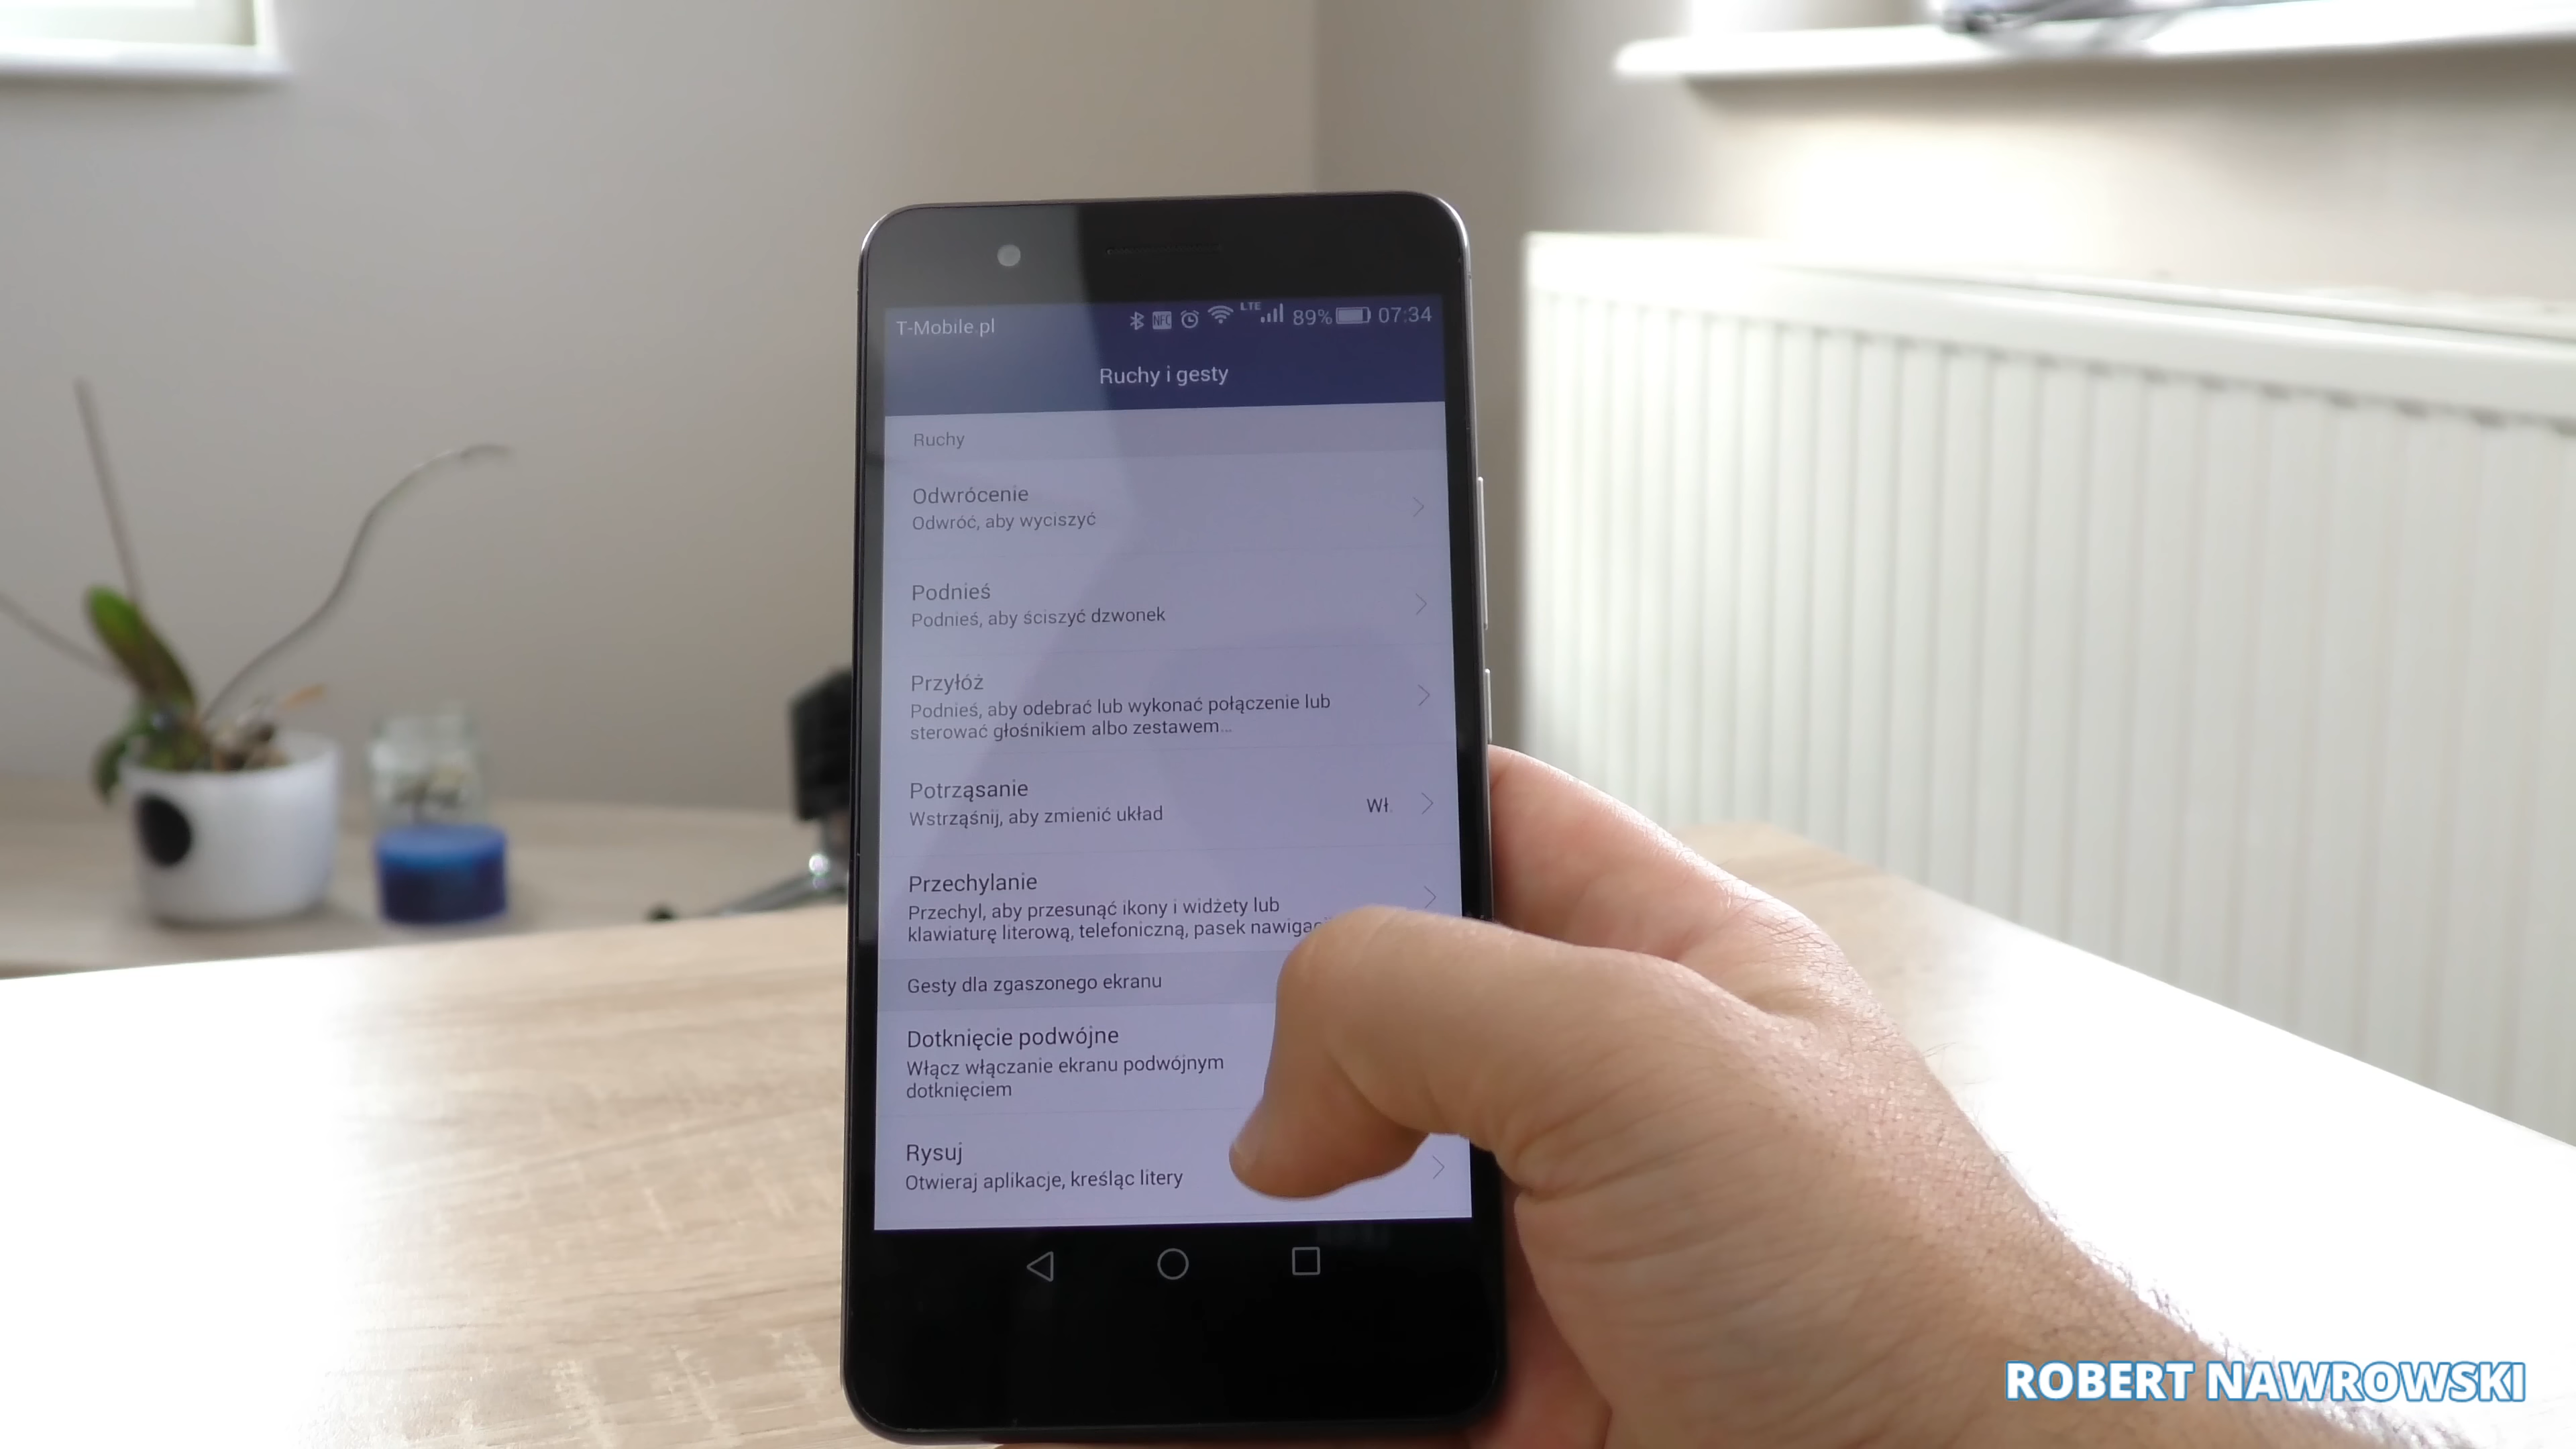 T-Mobile.pl
NFC LTE 89% 07:34
Ruchy i gesty
Ruchy
Odwrócenie
Odwróć, aby wyciszyć
Podnieś
Podnieś, aby ściszyć dzwonek
Przyłóż
Podnieś, aby odebrać lub wykonać połączenie lub
sterować głośnikiem albo zestawem...
Potrząsanie
Wstrząśnij, aby zmienić układ
Wł.
Przechylanie
Przechyl, aby przesunąć ikony i widżety lub
klawiaturę literową, telefoniczną, pasek
Gesty dla zgaszonego ekranu
Dotknięcie podwójne
Włącz włączanie ekranu podwójnym
dotknięciem
Rysuj
Otwieraj aplikacje, kreśląc litery
ROBERT NAWROWSKI